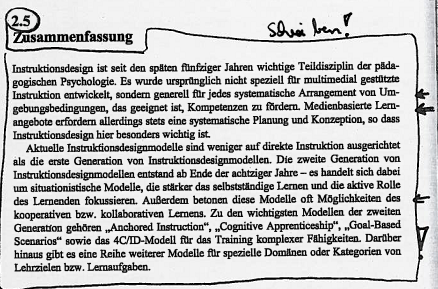 2.5
schreiben!
Zusammenfassung
Instruktionsdesign ist seit den späten fünfziger Jahren wichtige Teildisziplin der päda-
gogischen Psychologie. Es wurde ursprünglich nicht speziell für multimedial gestützte
Instruktion entwickelt, sondern generell für jedes systematische Arrangement von Um-
gebungsbedingungen, das geeignet ist, Kompetenzen zu fördern. Medienbasierte Lern-
angebote erfordern allerdings stets eine systematische Planung und Konzeption, so dass
Instruktionsdesign hier besonders wichtig ist.
Aktuelle Instruktionsdesignmodelle sind weniger auf direkte Instruktion ausgerichtet
als die erste Generation von Instruktionsdesignmodellen. Die zweite Generation von
Instruktionsdesignmodellen entstand ab Ende der achtziger Jahre – es handelt sich dabei
um situationistische Modelle, die stärker das selbstständige Lernen und die aktive Rolle
des Lernenden fokussieren. Außerdem betonen diese Modelle oft Möglichkeiten des
kooperativen bzw. kollaborativen Lernens. Zu den wichtigsten Modellen der zweiten
Generation gehören „Anchored Instruction“, „Cognitive Apprenticeship“, „Goal-Based
Scenarios“ sowie das 4C/ID-Modell für das Training komplexer Fähigkeiten. Darüber
hinaus gibt es eine Reihe weiterer Modelle für spezielle Domänen oder Kategorien von
Lehrzielen bzw. Lernaufgaben.